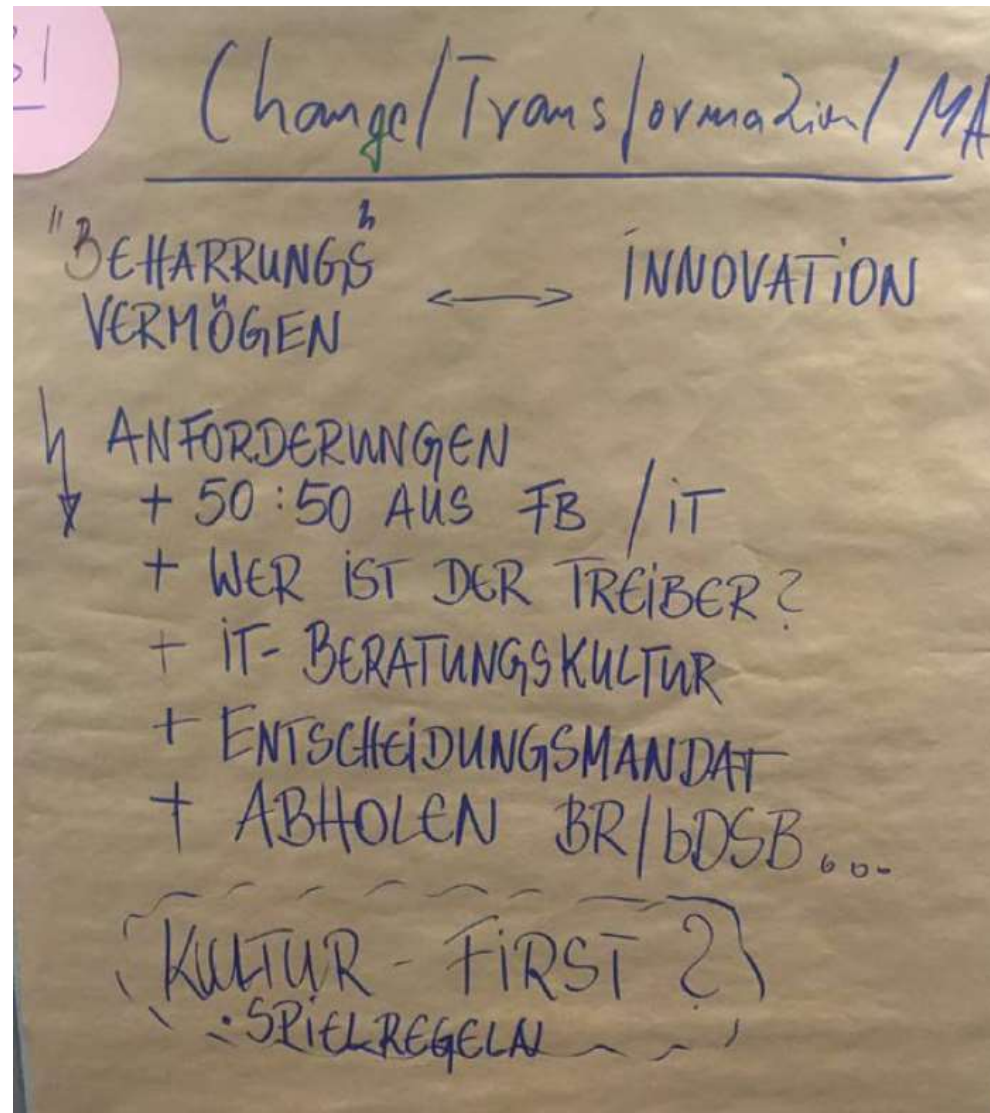 Change/Transformation/MA
"BEHARRUNGS"
VERMÖGEN
<-> INNOVATION
ANFORDERUNGEN
+ 50:50 AUS FB / IT
+ WER IST DER TREIBER?
+ IT-BERATUNGSKULTUR
+ ENTSCHEIDUNGSMANDAT
+ ABHOLEN BR/bDSB...
KULTUR - FIRST?
• SPIELREGELN